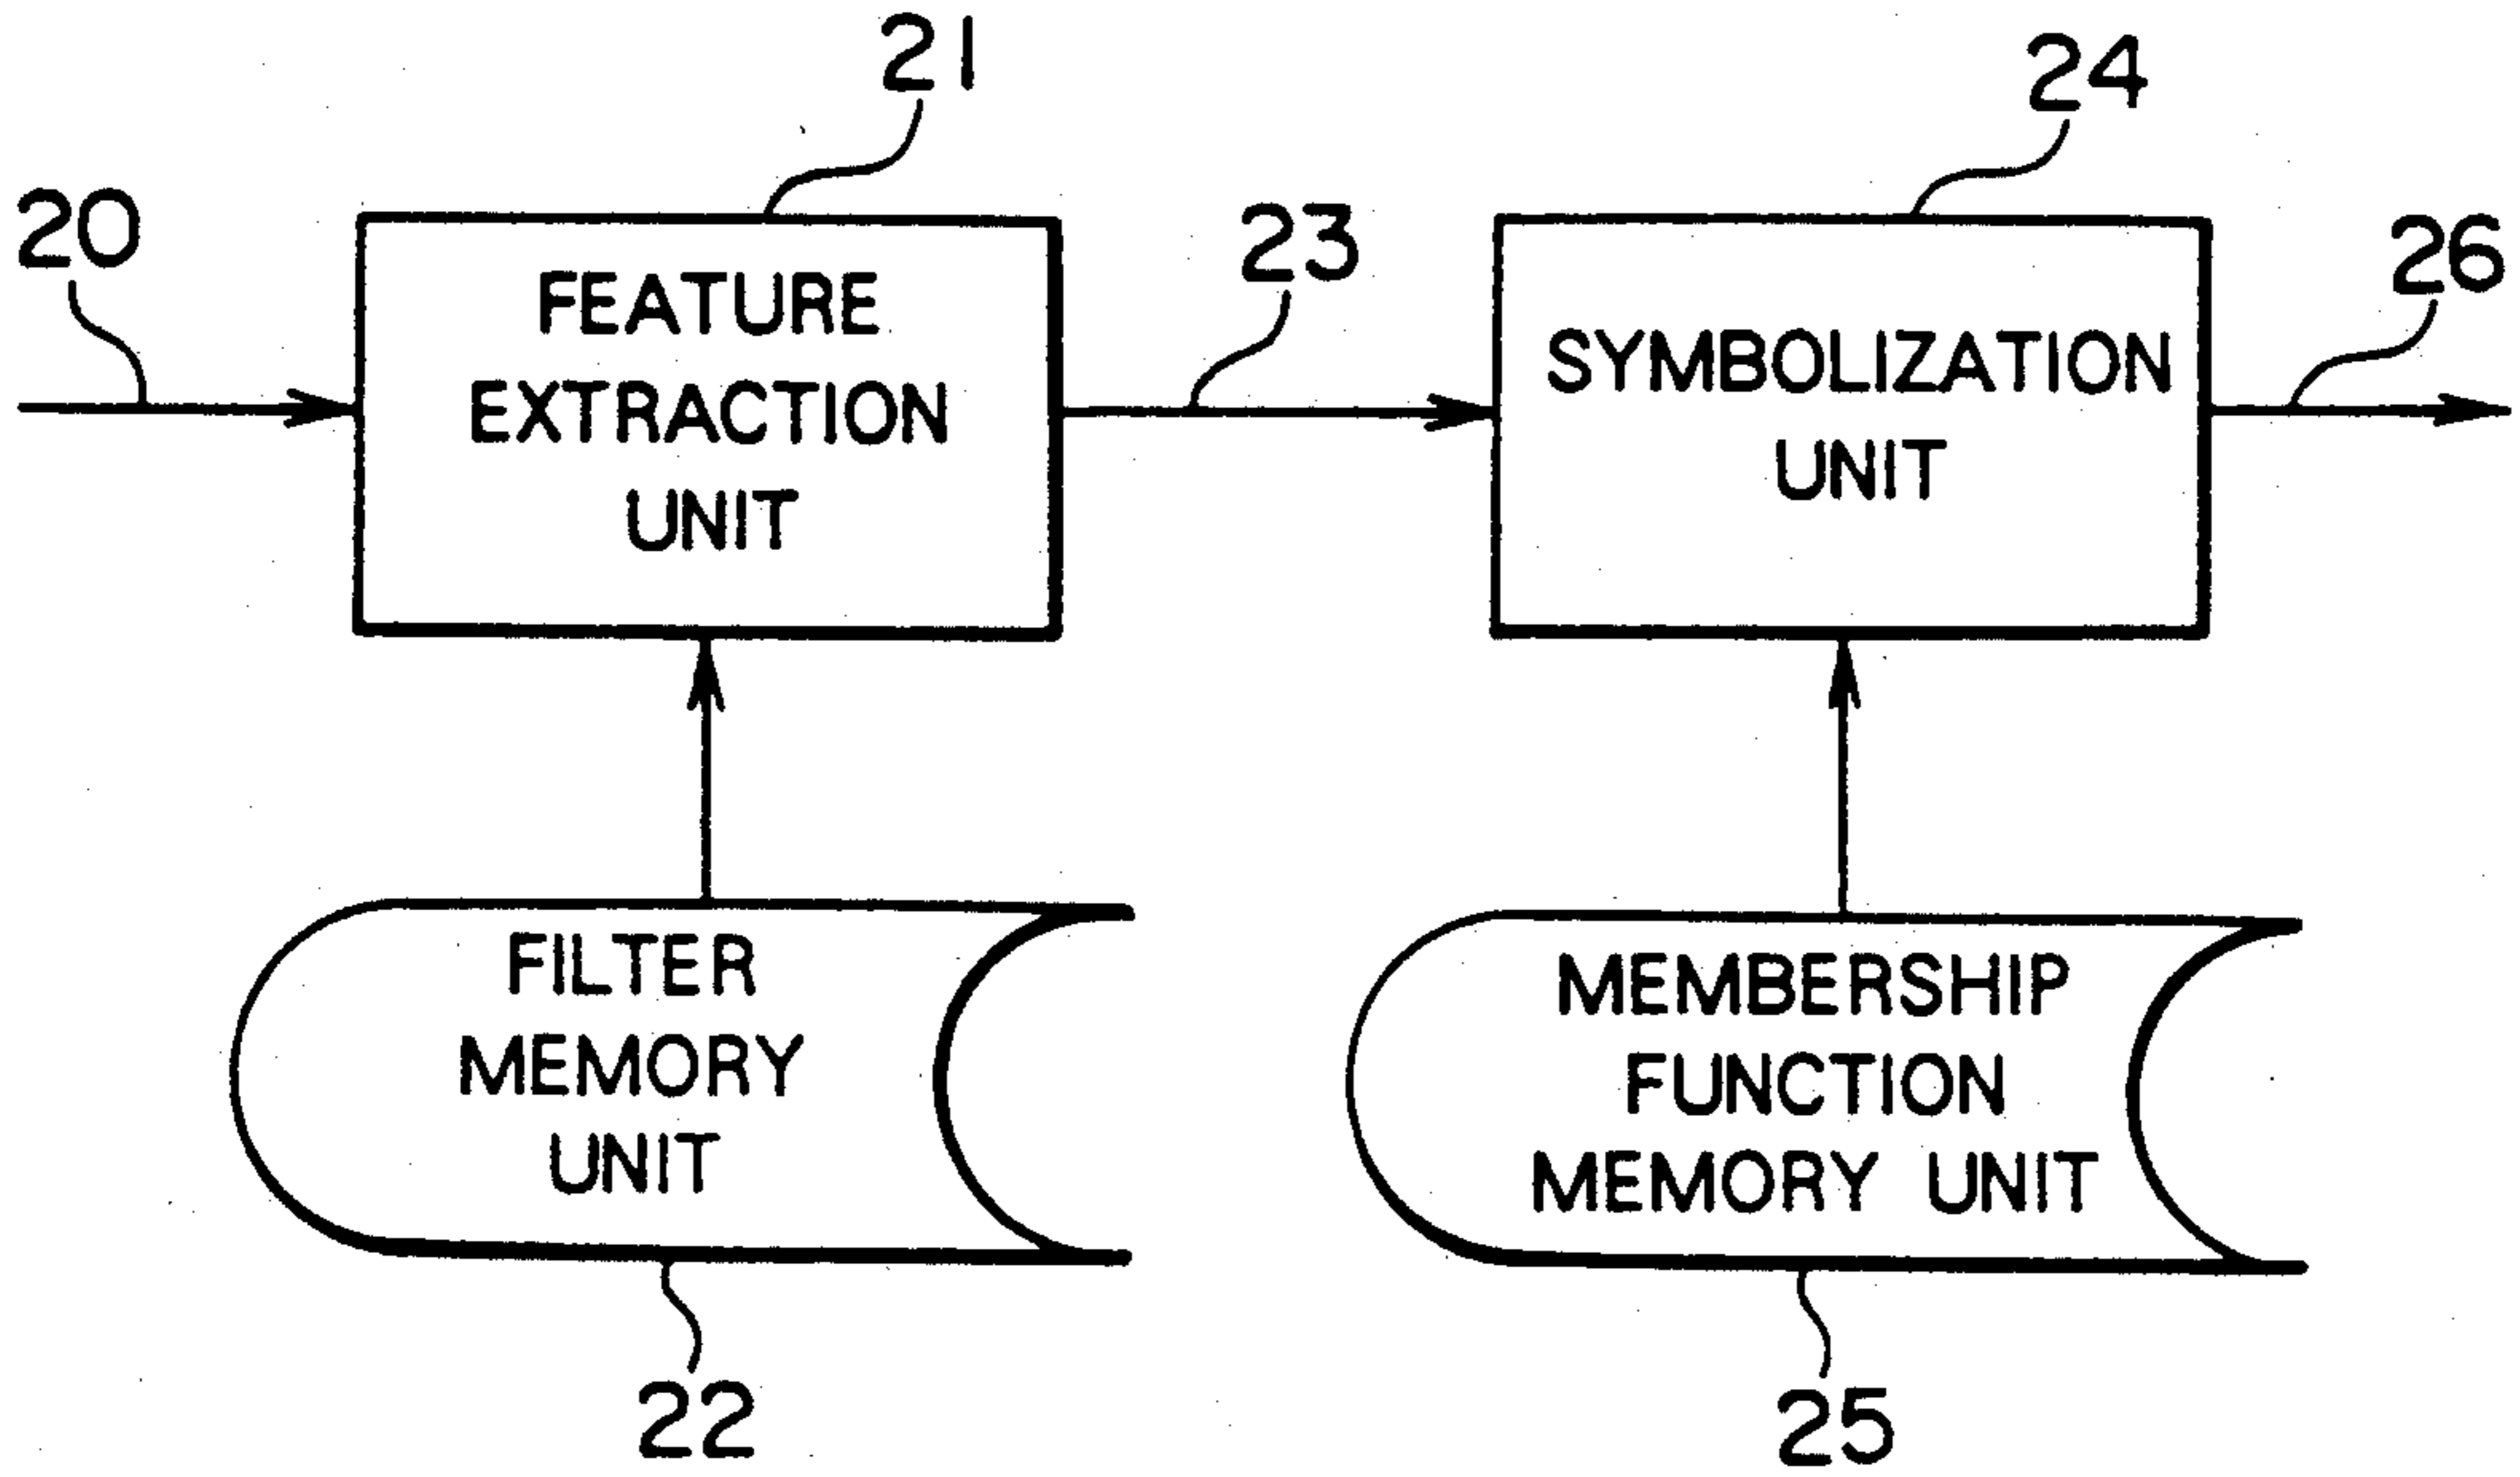 21
24
20
23
26
FEATURE
EXTRACTION
UNIT
SYMBOLIZATION
UNIT
FILTER
MEMORY
UNIT
MEMBERSHIP
FUNCTION
MEMORY UNIT
22
25